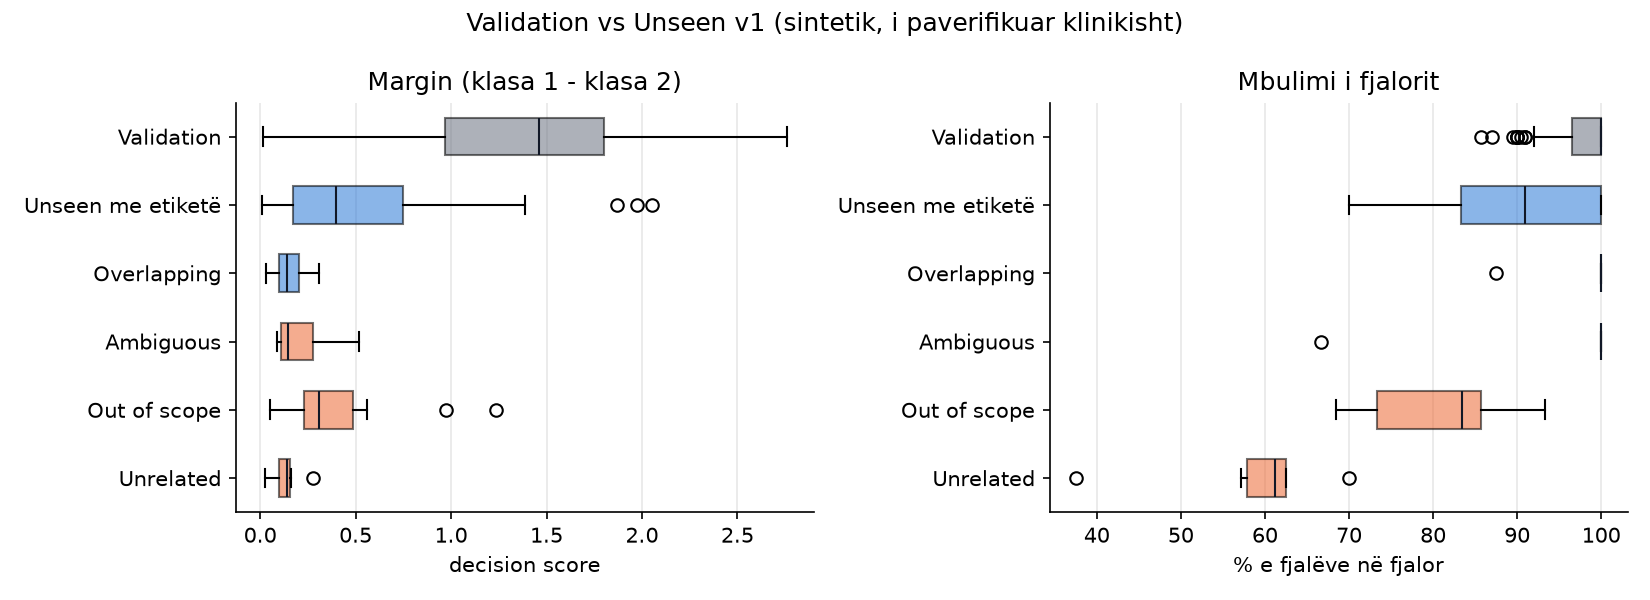 Validation vs Unseen v1 (sintetik, i paverifikuar klinikisht)
Margin (klasa 1 - klasa 2)
Validation
Unseen me etiketë
Overlapping
Ambiguous
Out of scope
Unrelated
0.0 0.5 1.0 1.5 2.0 2.5
decision score
Mbulimi i fjalorit
Validation
Unseen me etiketë
Overlapping
Ambiguous
Out of scope
Unrelated
40 50 60 70 80 90 100
% e fjalëve në fjalor